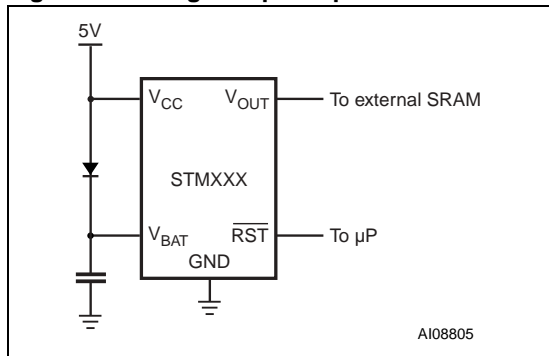 5V
VCC VOUT To external SRAM
STMXXX
VBAT RST To µP
GND
AI08805